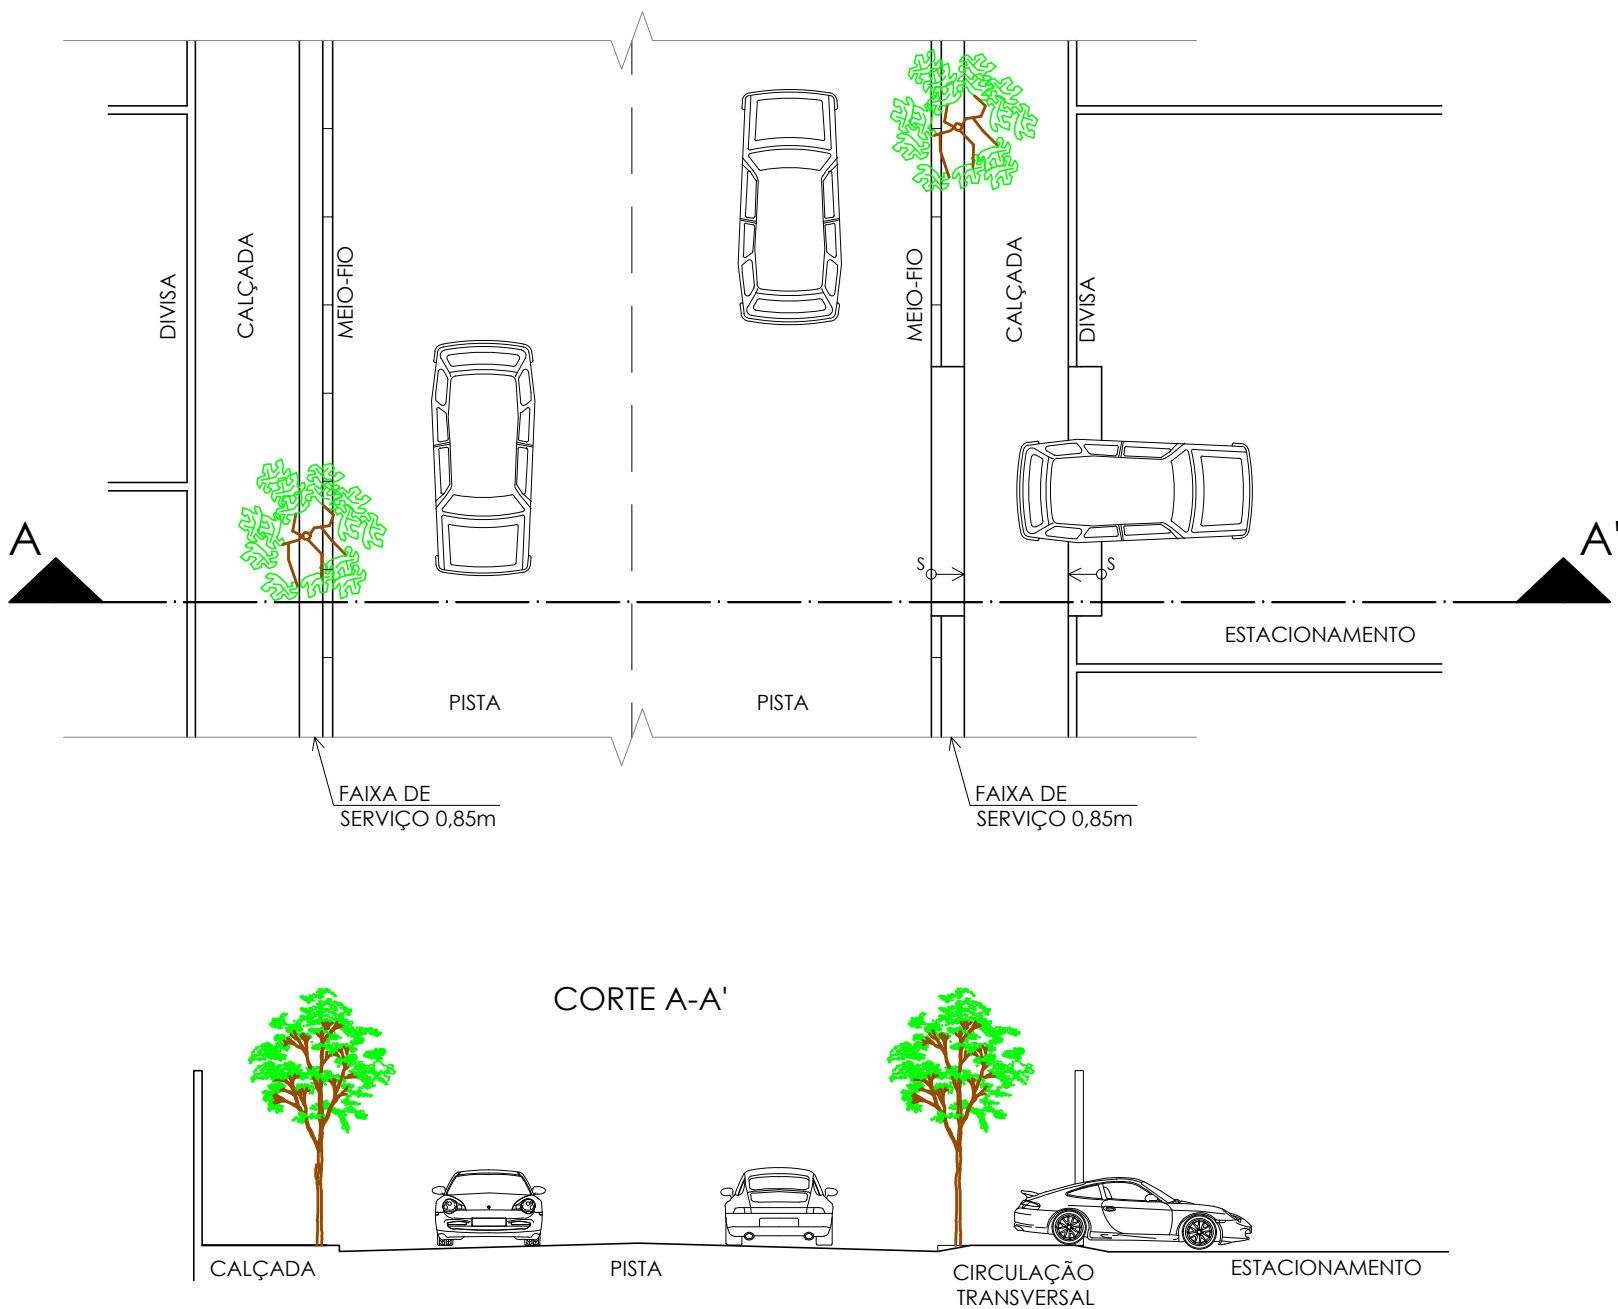 DIVISA
CALÇADA
MEIO-FIO
MEIO-FIO
CALÇADA
DIVISA
A
A'
S
S
ESTACIONAMENTO
PISTA
PISTA
FAIXA DE
SERVIÇO 0,85m
FAIXA DE
SERVIÇO 0,85m
CORTE A-A'
CALÇADA
PISTA
CIRCULAÇÃO
TRANSVERSAL
ESTACIONAMENTO